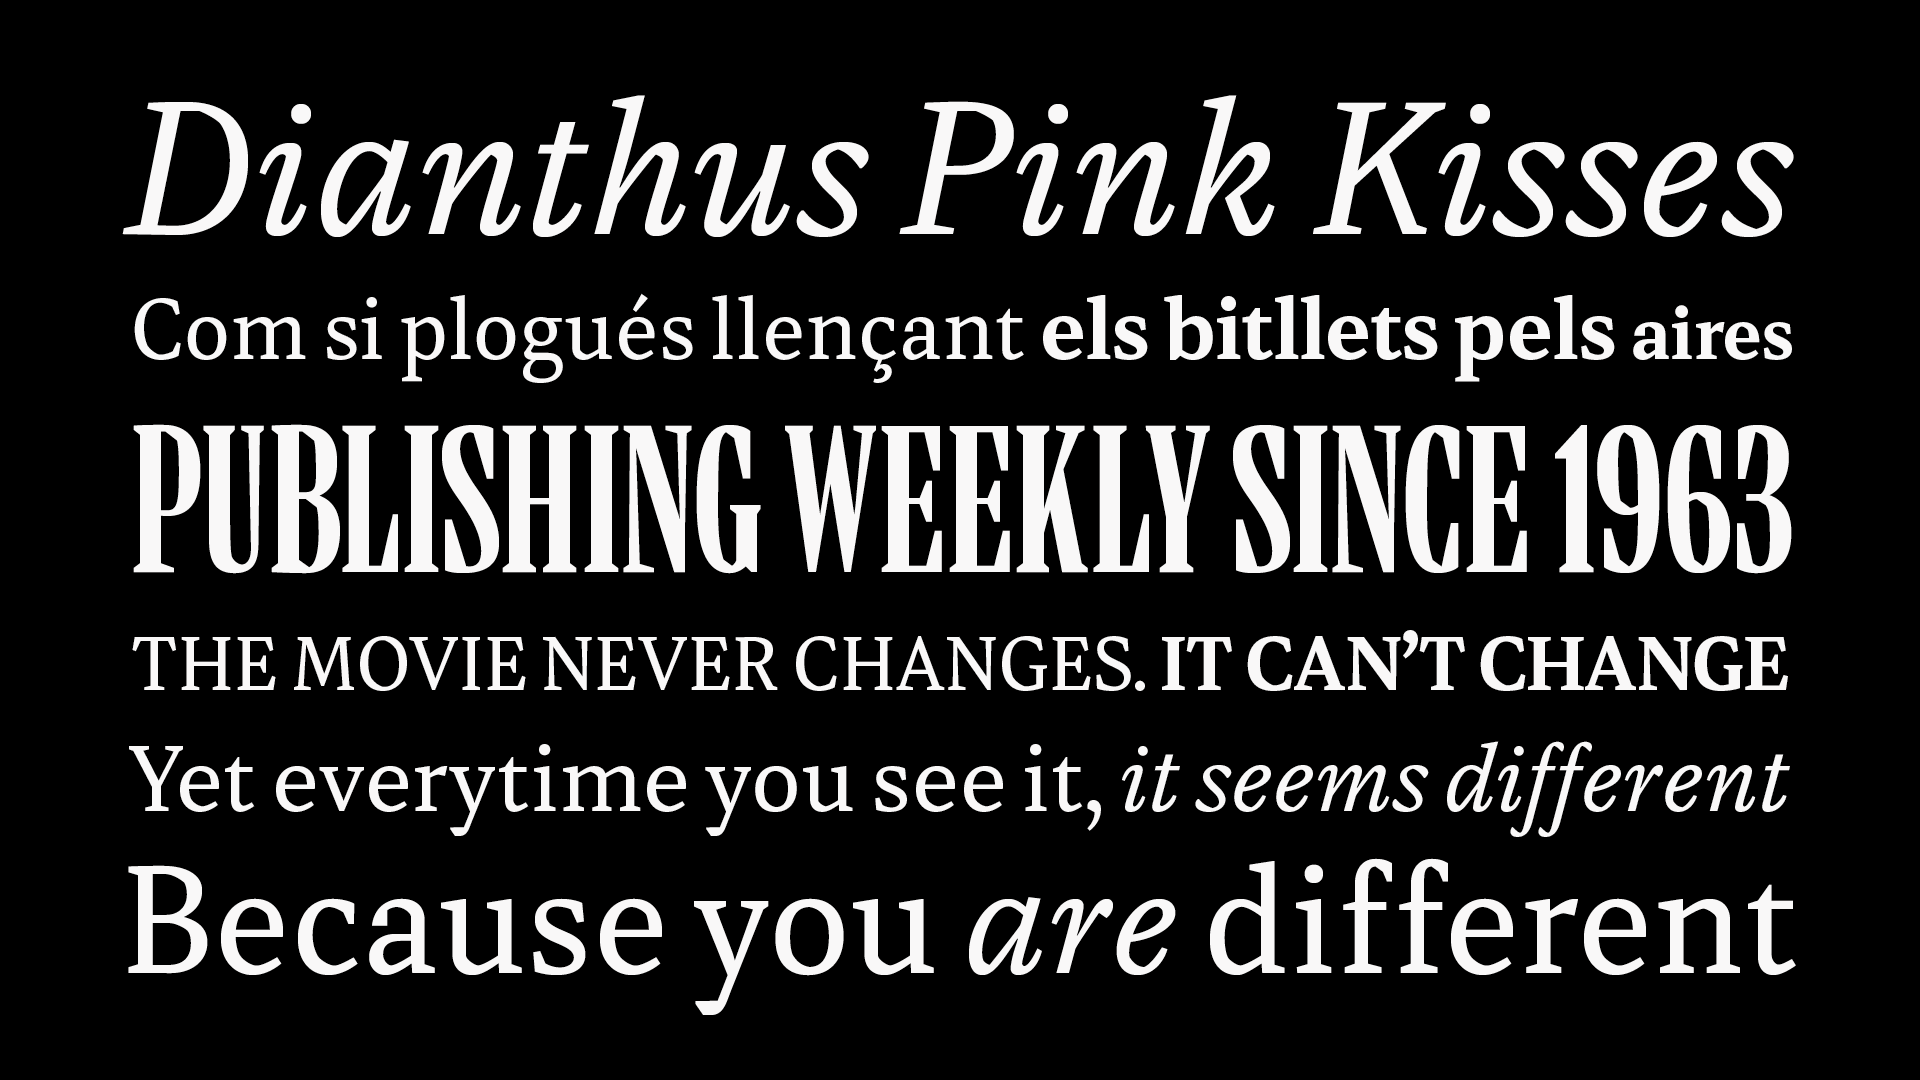 Dianthus Pink Kisses
Com si plogués llençant els bitllets pels aires
PUBLISHING WEEKLY SINCE 1963
THE MOVIE NEVER CHANGES. IT CAN’T CHANGE
Yet everytime you see it, it seems different
Because you are different